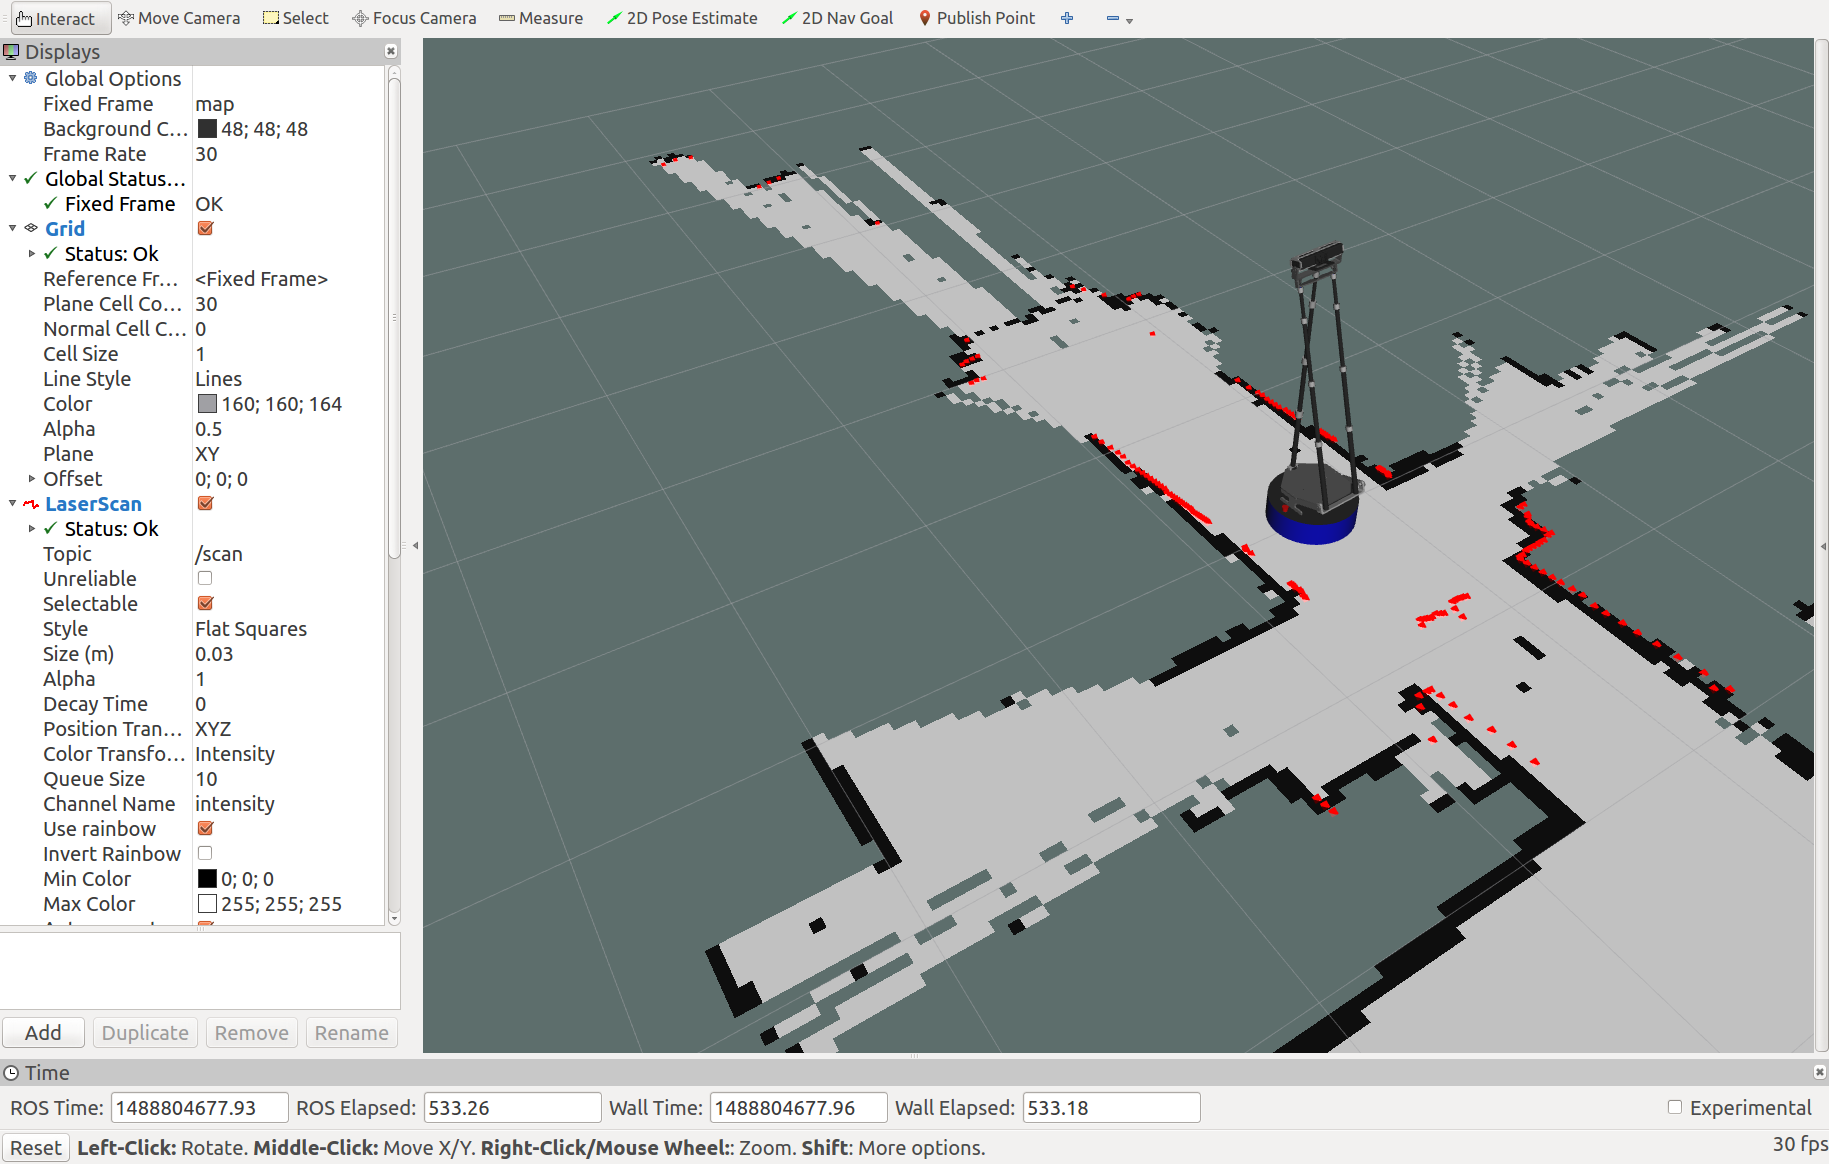 Interact Move Camera Select Focus Camera Measure 2D Pose Estimate 2D Nav Goal Publish Point
Displays
Global Options
Fixed Frame map
Background C... 48; 48; 48
Frame Rate 30
Global Status...
Fixed Frame OK
Grid
Status: Ok
Reference Fr... <Fixed Frame>
Plane Cell Co... 30
Normal Cell C... 0
Cell Size 1
Line Style Lines
Color 160; 160; 164
Alpha 0.5
Plane XY
Offset 0; 0; 0
LaserScan
Status: Ok
Topic /scan
Unreliable
Selectable
Style Flat Squares
Size (m) 0.03
Alpha 1
Decay Time 0
Position Tran... XYZ
Color Transfo... Intensity
Queue Size 10
Channel Name intensity
Use rainbow
Invert Rainbow
Min Color 0; 0; 0
Max Color 255; 255; 255
Add Duplicate Remove Rename
Time
ROS Time: 1488804677.93 ROS Elapsed: 533.26 Wall Time: 1488804677.96 Wall Elapsed: 533.18 Experimental
Reset Left-Click: Rotate. Middle-Click: Move X/Y. Right-Click/Mouse Wheel:: Zoom. Shift: More options. 30 fps